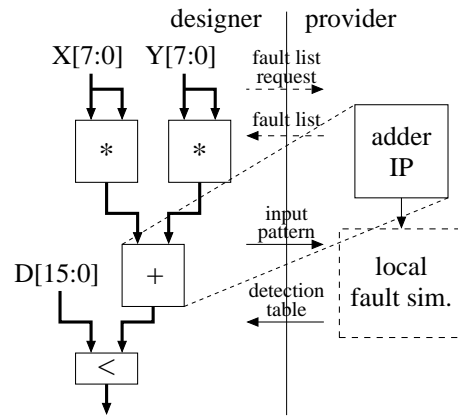 designer provider
X[7:0] Y[7:0]
fault list
request
fault list
* *
adder
IP
input
pattern
+
local
fault sim.
D[15:0]
detection
table
<